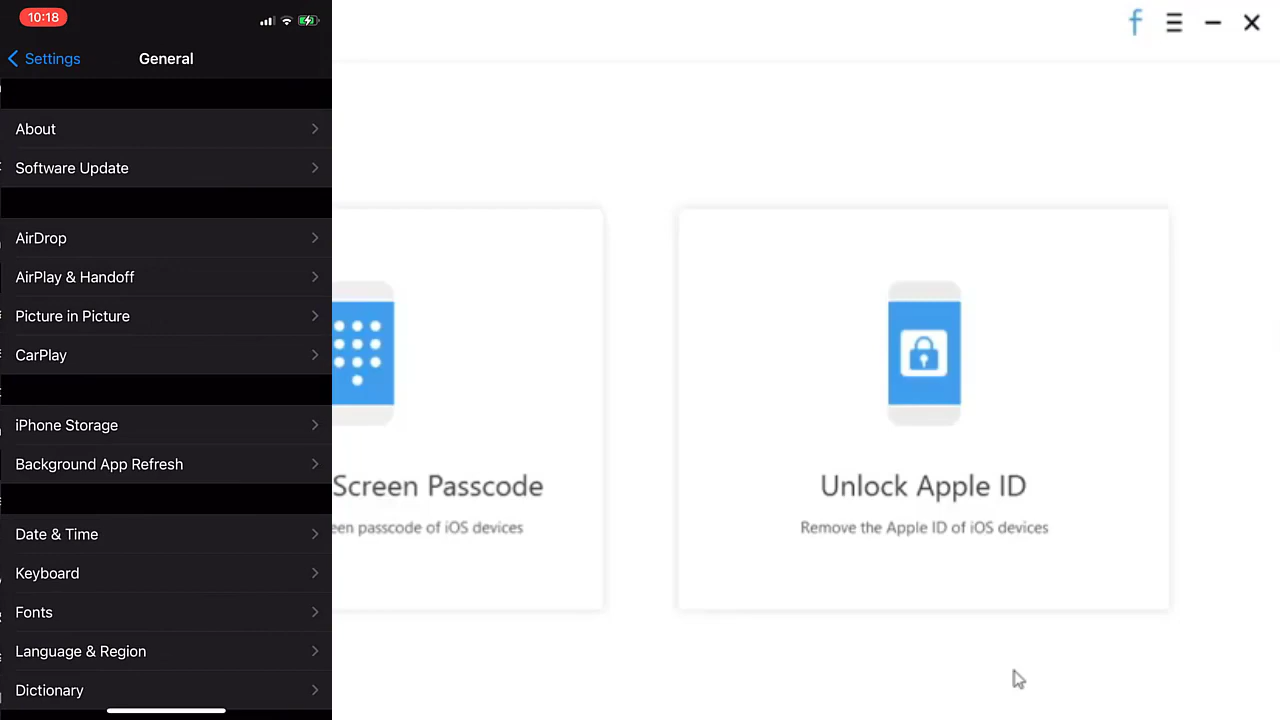 10:18
Settings
General
About
Software Update
AirDrop
AirPlay & Handoff
Picture in Picture
CarPlay
iPhone Storage
Background App Refresh
Date & Time
Keyboard
Fonts
Language & Region
Dictionary
Screen Passcode
passcode of iOS devices
Unlock Apple ID
Remove the Apple ID of iOS devices